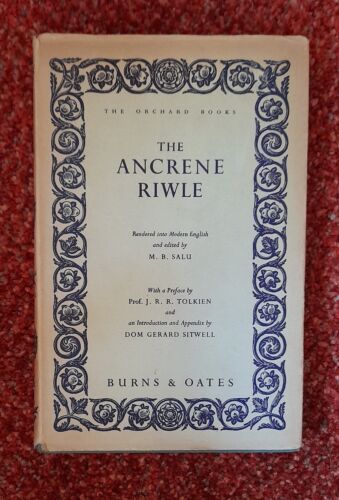 THE ORCHARD BOOKS
THE
ANCRENE
RIWLE
Rendered into Modern English
and edited by
M. B. SALU
With a Preface by
Prof. J. R. R. TOLKIEN
and
an Introduction and Appendix by
DOM GERARD SITWELL
BURNS & OATES